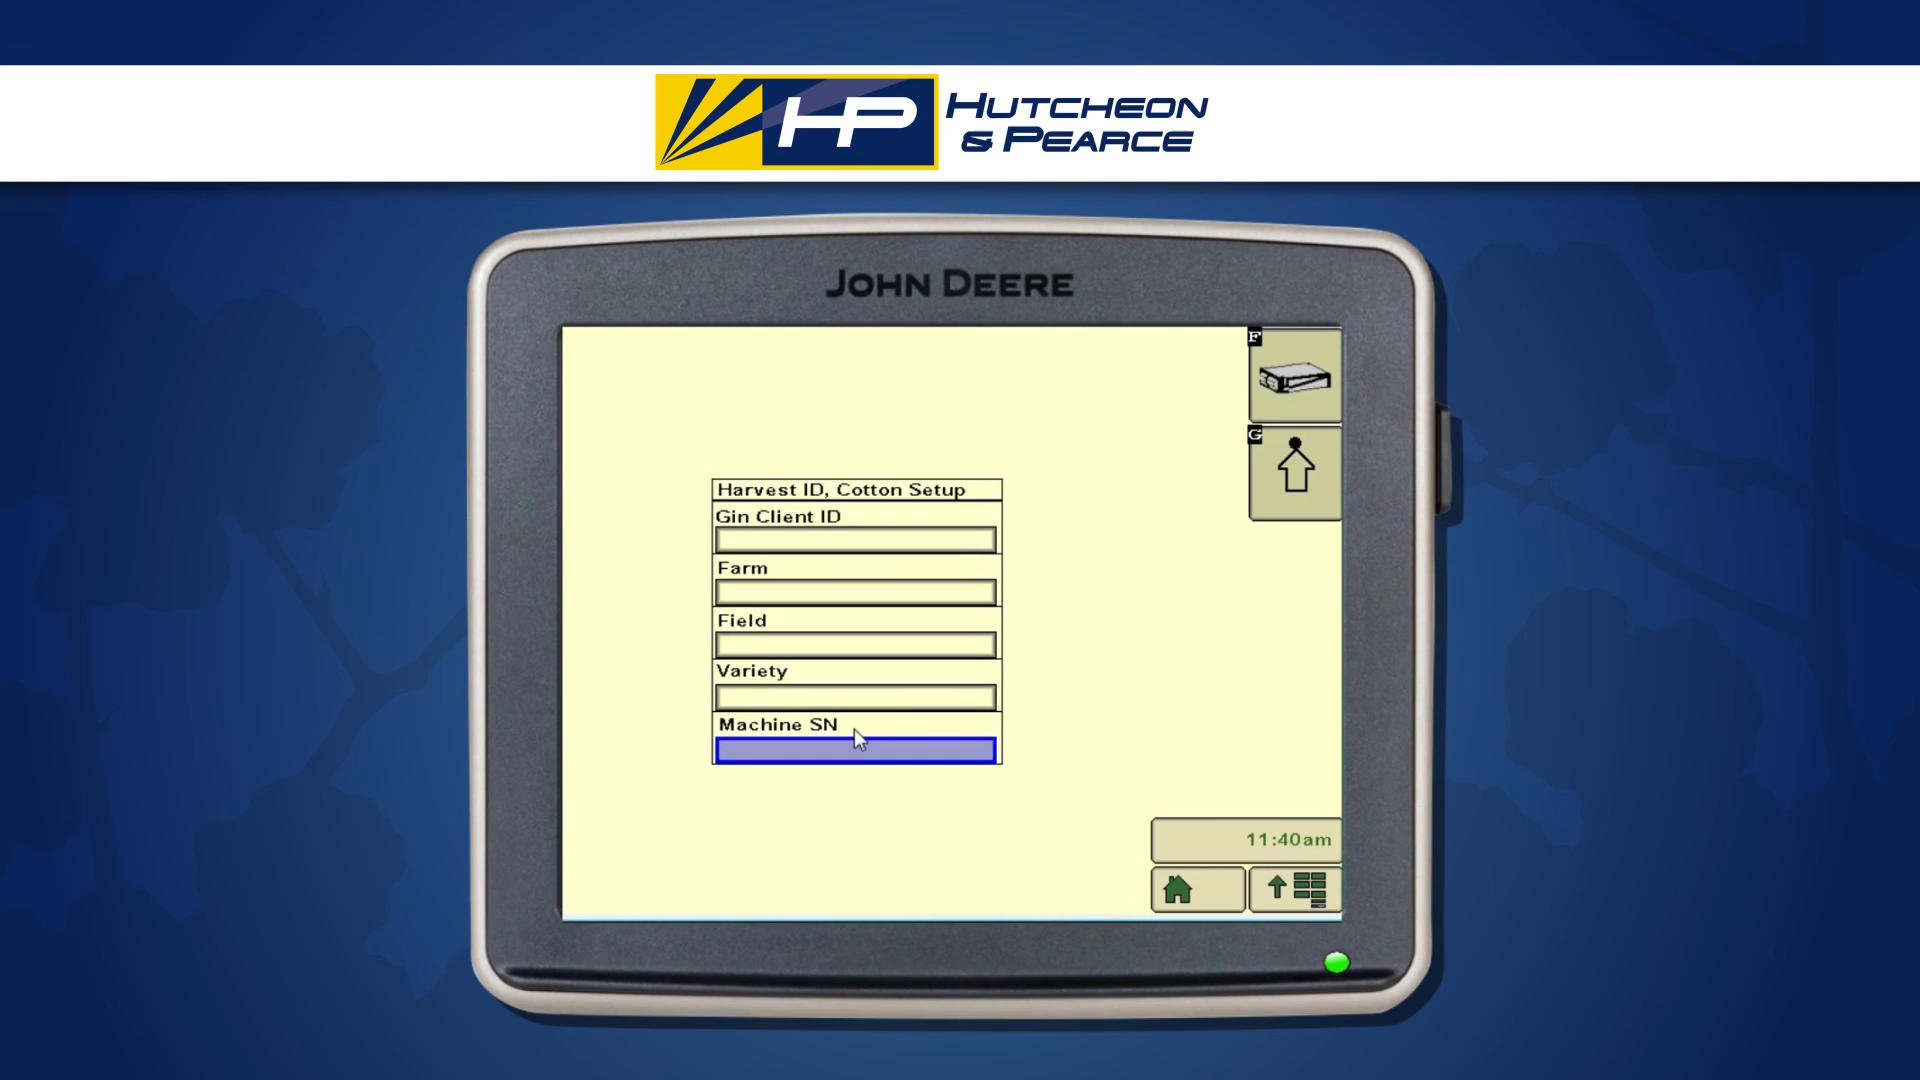 HP
HUTCHEON
& PEARCE
JOHN DEERE
F
G
Harvest ID, Cotton Setup
Gin Client ID
Farm
Field
Variety
Machine SN
11:40am